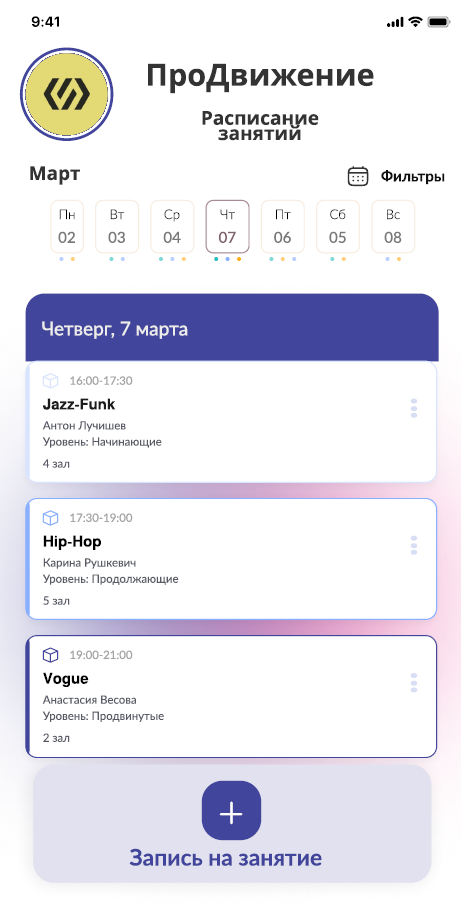 9:41
ПроДвижение
Расписание
занятий
Март
Фильтры
Пн Вт Ср Чт Пт Сб Вс
02 03 04 07 06 05 08
Четверг, 7 марта
16:00-17:30
Jazz-Funk
Антон Лучишев
Уровень: Начинающие
4 зал
17:30-19:00
Hip-Hop
Карина Рушкевич
Уровень: Продолжающие
5 зал
19:00-21:00
Vogue
Анастасия Весова
Уровень: Продвинутые
2 зал
Запись на занятие